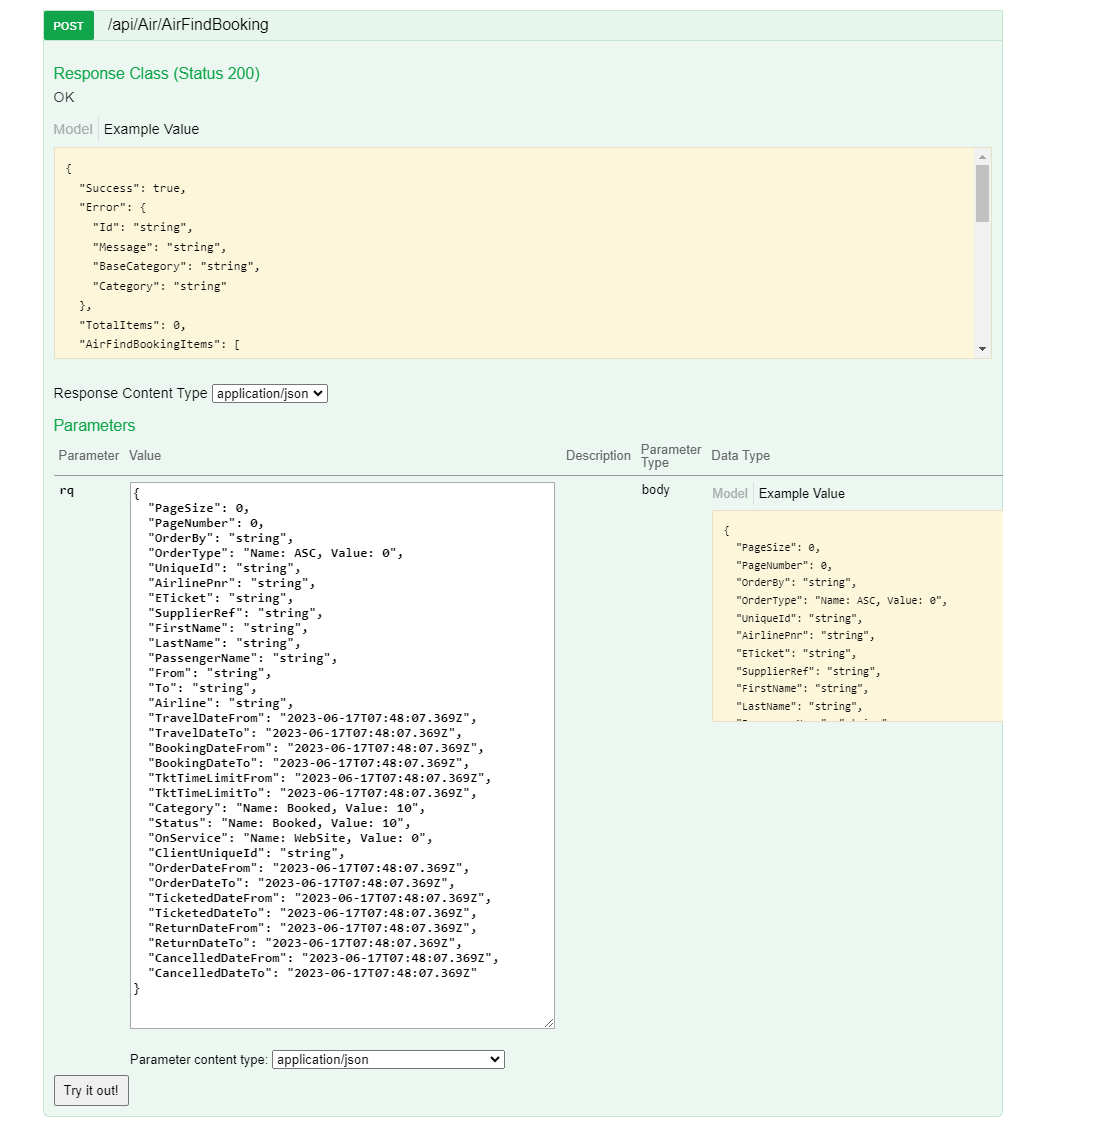 POST /api/Air/AirFindBooking
Response Class (Status 200)
OK
Model Example Value
{
"Success": true,
"Error": {
"Id": "string",
"Message": "string",
"BaseCategory": "string",
"Category": "string"
},
"TotalItems": 0,
"AirFindBookingItems": [
Response Content Type application/json
Parameters
Parameter Value Description Parameter Type Data Type
rq
{
"PageSize": 0,
"PageNumber": 0,
"OrderBy": "string",
"OrderType": "Name: ASC, Value: 0",
"UniqueId": "string",
"AirlinePnr": "string",
"ETicket": "string",
"SupplierRef": "string",
"FirstName": "string",
"LastName": "string",
"PassengerName": "string",
"From": "string",
"To": "string",
"Airline": "string",
"TravelDateFrom": "2023-06-17T07:48:07.369Z",
"TravelDateTo": "2023-06-17T07:48:07.369Z",
"BookingDateFrom": "2023-06-17T07:48:07.369Z",
"BookingDateTo": "2023-06-17T07:48:07.369Z",
"TktTimeLimitFrom": "2023-06-17T07:48:07.369Z",
"TktTimeLimitTo": "2023-06-17T07:48:07.369Z",
"Category": "Name: Booked, Value: 10",
"Status": "Name: Booked, Value: 10",
"OnService": "Name: WebSite, Value: 0",
"ClientUniqueId": "string",
"OrderDateFrom": "2023-06-17T07:48:07.369Z",
"OrderDateTo": "2023-06-17T07:48:07.369Z",
"TicketedDateFrom": "2023-06-17T07:48:07.369Z",
"TicketedDateTo": "2023-06-17T07:48:07.369Z",
"ReturnDateFrom": "2023-06-17T07:48:07.369Z",
"ReturnDateTo": "2023-06-17T07:48:07.369Z",
"CancelledDateFrom": "2023-06-17T07:48:07.369Z",
"CancelledDateTo": "2023-06-17T07:48:07.369Z"
}
body
Model Example Value
{
"PageSize": 0,
"PageNumber": 0,
"OrderBy": "string",
"OrderType": "Name: ASC, Value: 0",
"UniqueId": "string",
"AirlinePnr": "string",
"ETicket": "string",
"SupplierRef": "string",
"FirstName": "string",
"LastName": "string",
Parameter content type: application/json
Try it out!